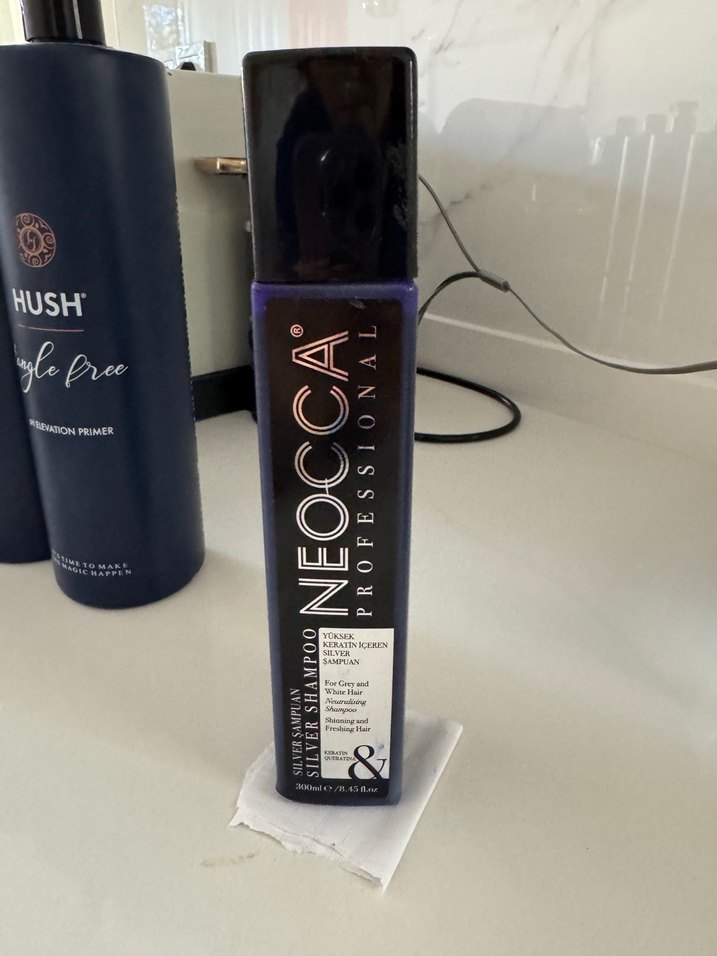 HUSH®
angle free
PH ELEVATION PRIMER
TIME TO MAKE
MAGIC HAPPEN
NEOCCA®
PROFESSIONAL
SILVER ŞAMPUAN
SILVER SHAMPOO
YÜKSEK
KERATİN İÇEREN
SILVER
ŞAMPUAN
For Grey and
White Hair
Neutralising
Shampoo
Shinning and
Freshing Hair
KERATİN
QUERATINA
&
300ml ℮ /8.45 fl.oz